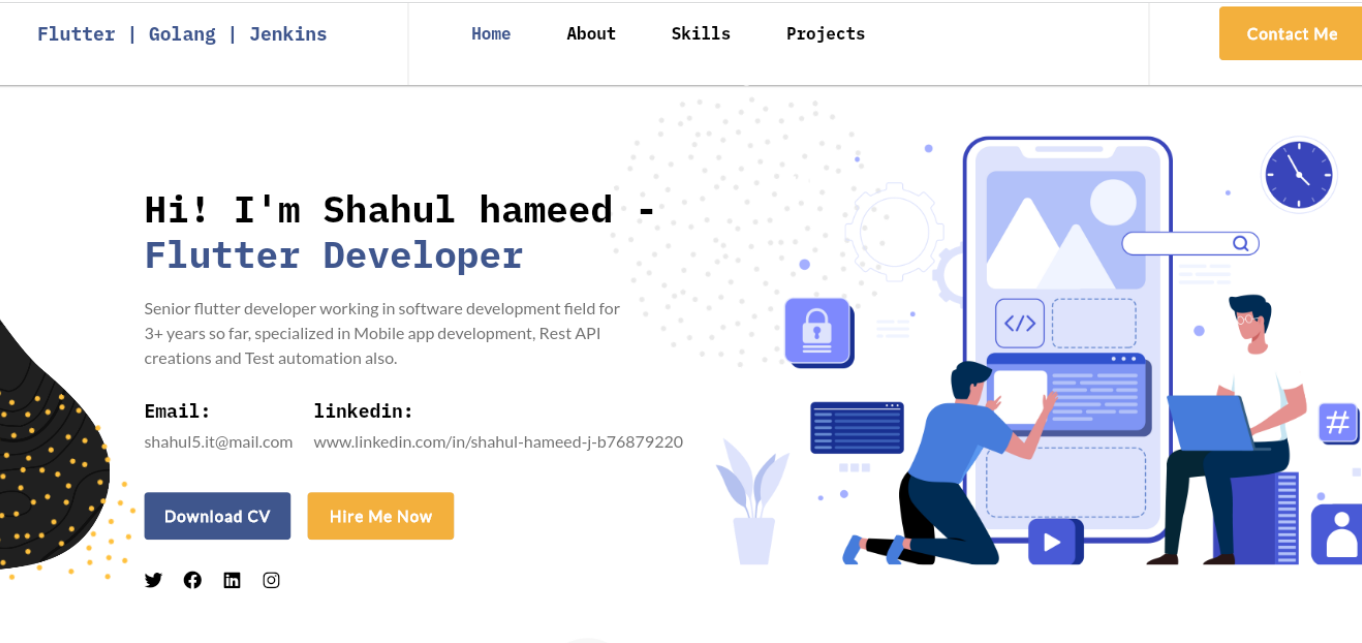 Flutter | Golang | Jenkins
Home
About
Skills
Projects
Contact Me
Hi! I'm Shahul hameed -
Flutter Developer
Senior flutter developer working in software development field for
3+ years so far, specialized in Mobile app development, Rest API
creations and Test automation also.
Email:
shahul5.it@mail.com
linkedin:
www.linkedin.com/in/shahul-hameed-j-b76879220
Download CV
Hire Me Now
</>
#